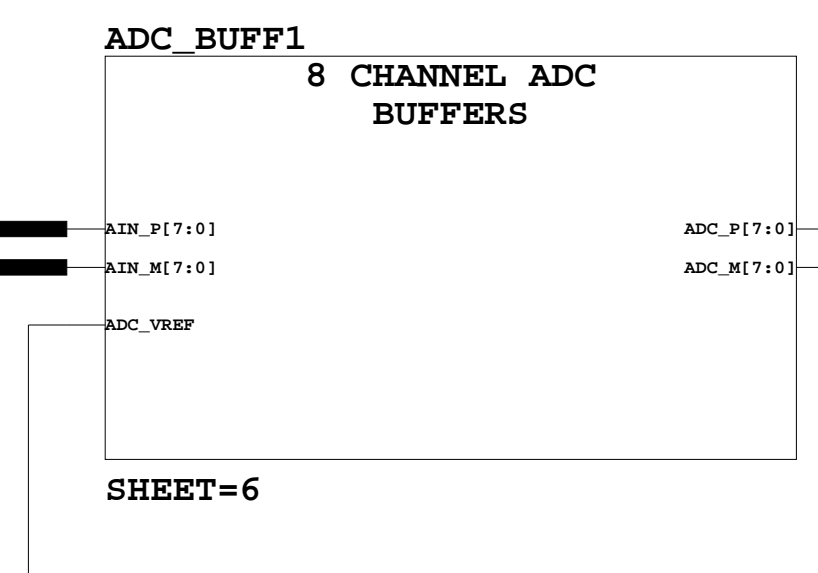 ADC_BUFF1
8 CHANNEL ADC
BUFFERS
AIN_P[7:0]
ADC_P[7:0]
AIN_M[7:0]
ADC_M[7:0]
ADC_VREF
SHEET=6